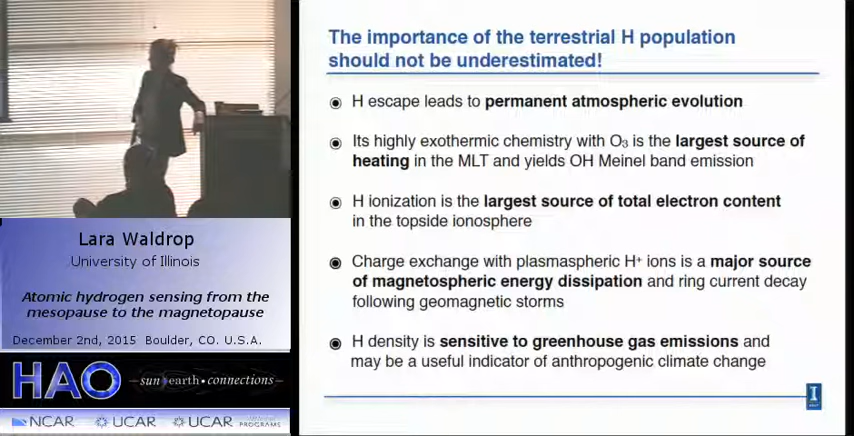 The importance of the terrestrial H population
should not be underestimated!
H escape leads to permanent atmospheric evolution
Its highly exothermic chemistry with O₃ is the largest source of
heating in the MLT and yields OH Meinel band emission
H ionization is the largest source of total electron content
in the topside ionosphere
Charge exchange with plasmaspheric H⁺ ions is a major source
of magnetospheric energy dissipation and ring current decay
following geomagnetic storms
H density is sensitive to greenhouse gas emissions and
may be a useful indicator of anthropogenic climate change
I
Lara Waldrop
University of Illinois
Atomic hydrogen sensing from the
mesopause to the magnetopause
December 2nd, 2015 Boulder, CO. U.S.A.
HAO —sun earth•connections—
NCAR UCAR UCAR PROGRAMS